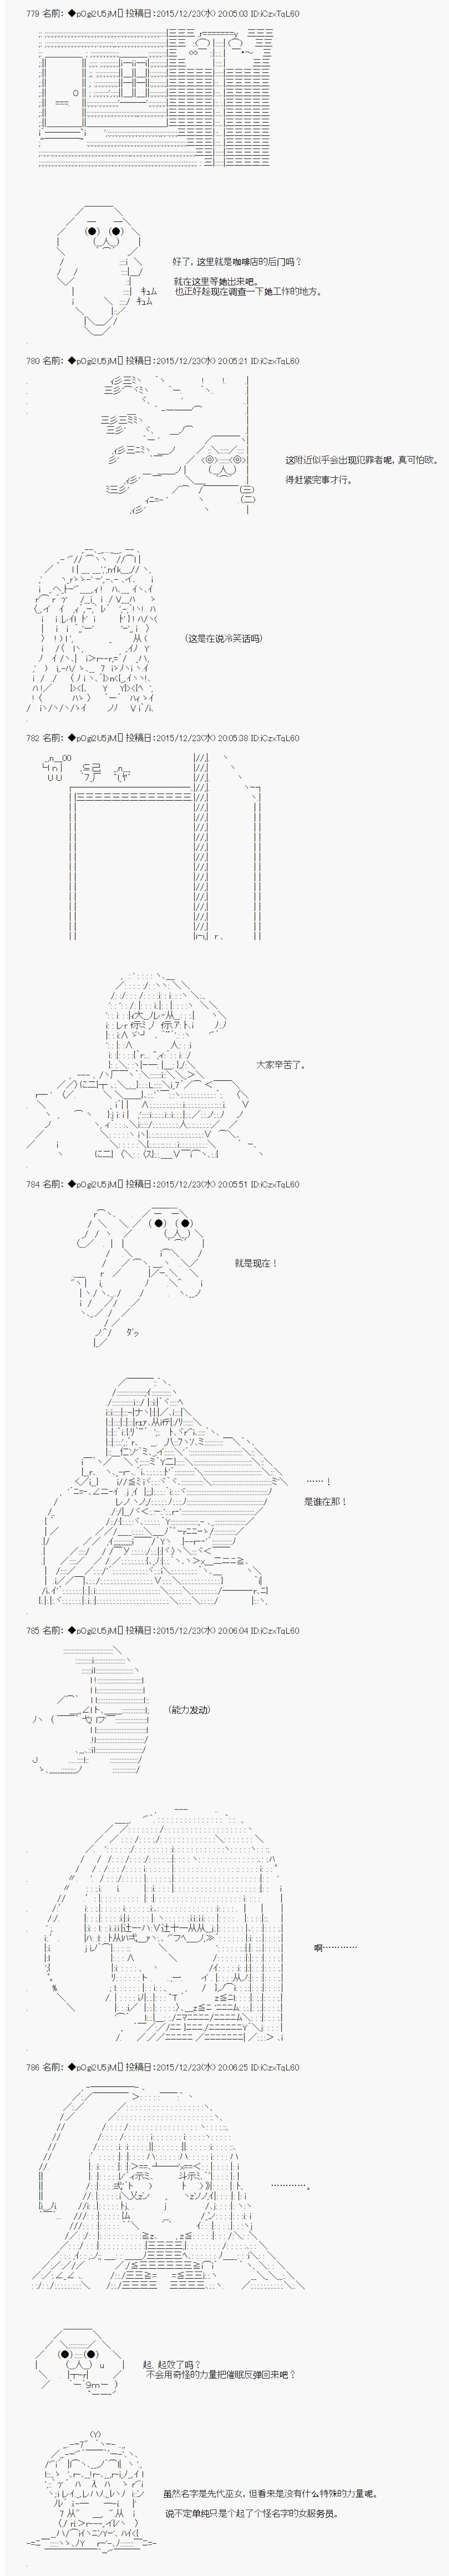 779 名前: ◆pOgi2U5jM 投稿日:2015/12/23(水) 20:05:03 ID:iCzxTqL60
好了，这里就是咖啡店的后门吗？
就在这里等她出来吧。
也正好趁现在调查一下她工作的地方。
ｷｭﾑ
ｷｭﾑ
780 名前: ◆pOgi2U5jM 投稿日:2015/12/23(水) 20:05:21 ID:iCzxTqL60
这附近似乎会出现犯罪者呢，真可怕欧。
得赶紧完事才行。
（这是在说冷笑话吗）
782 名前: ◆pOgi2U5jM 投稿日:2015/12/23(水) 20:05:38 ID:iCzxTqL60
大家辛苦了。
784 名前: ◆pOgi2U5jM 投稿日:2015/12/23(水) 20:05:51 ID:iCzxTqL60
就是现在！
ﾀﾞｯ
……！
是谁在那！
785 名前: ◆pOgi2U5jM 投稿日:2015/12/23(水) 20:06:04 ID:iCzxTqL60
（能力发动）
啊…………
786 名前: ◆pOgi2U5jM 投稿日:2015/12/23(水) 20:06:25 ID:iCzxTqL60
…………。
起、起效了吗？
不会用奇怪的力量把催眠反弹回来吧？
虽然名字是先代巫女，但看来是没有什么特殊的力量呢。
说不定单纯只是个起了个怪名字的女服务员。